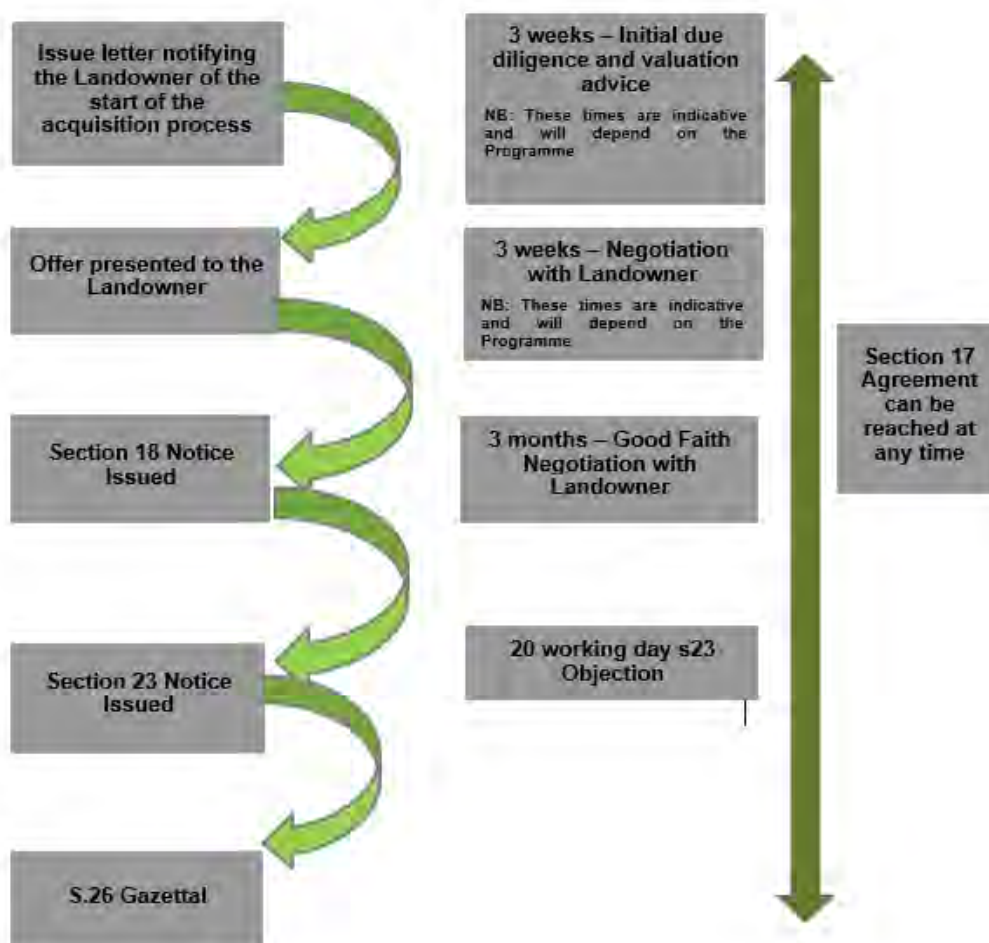 Issue letter notifying
the Landowner of the
start of the
acquisition process
3 weeks – Initial due
diligence and valuation
advice
NB: These times are indicative
and will depend on the
Programme
Offer presented to the
Landowner
3 weeks – Negotiation
with Landowner
NB: These times are indicative
and will depend on the
Programme
Section 17
Agreement
can be
reached at
any time
Section 18 Notice
Issued
3 months – Good Faith
Negotiation with
Landowner
Section 23 Notice
Issued
20 working day s23
Objection
S.26 Gazettal